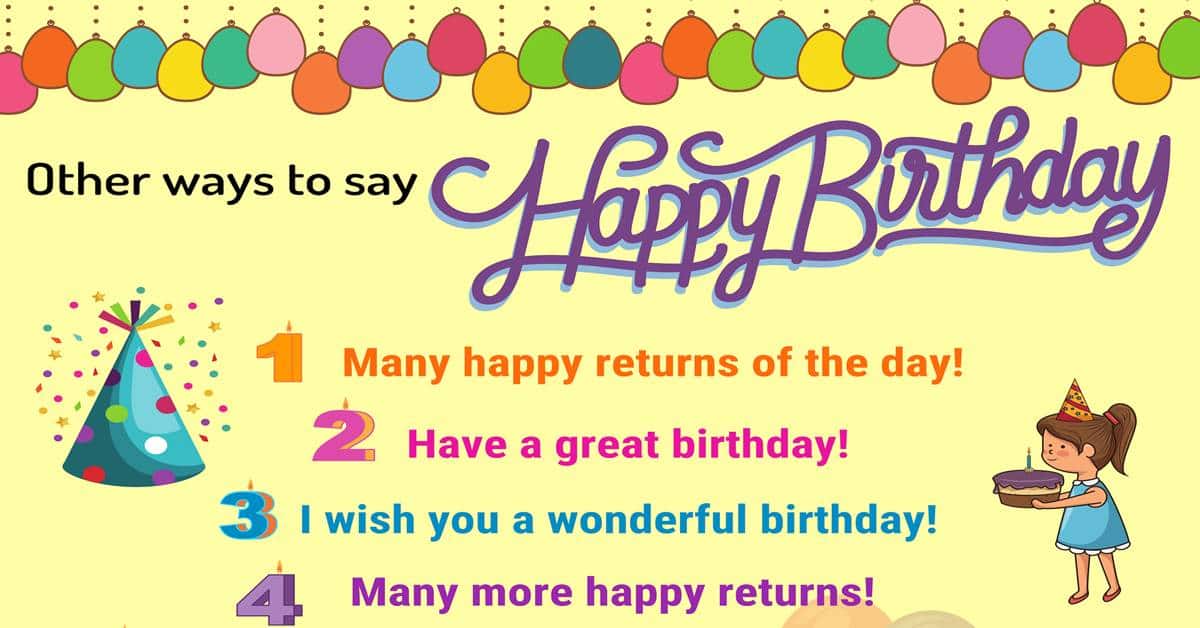 Other ways to say Happy Birthday
1 Many happy returns of the day!
2 Have a great birthday!
3 I wish you a wonderful birthday!
4 Many more happy returns!